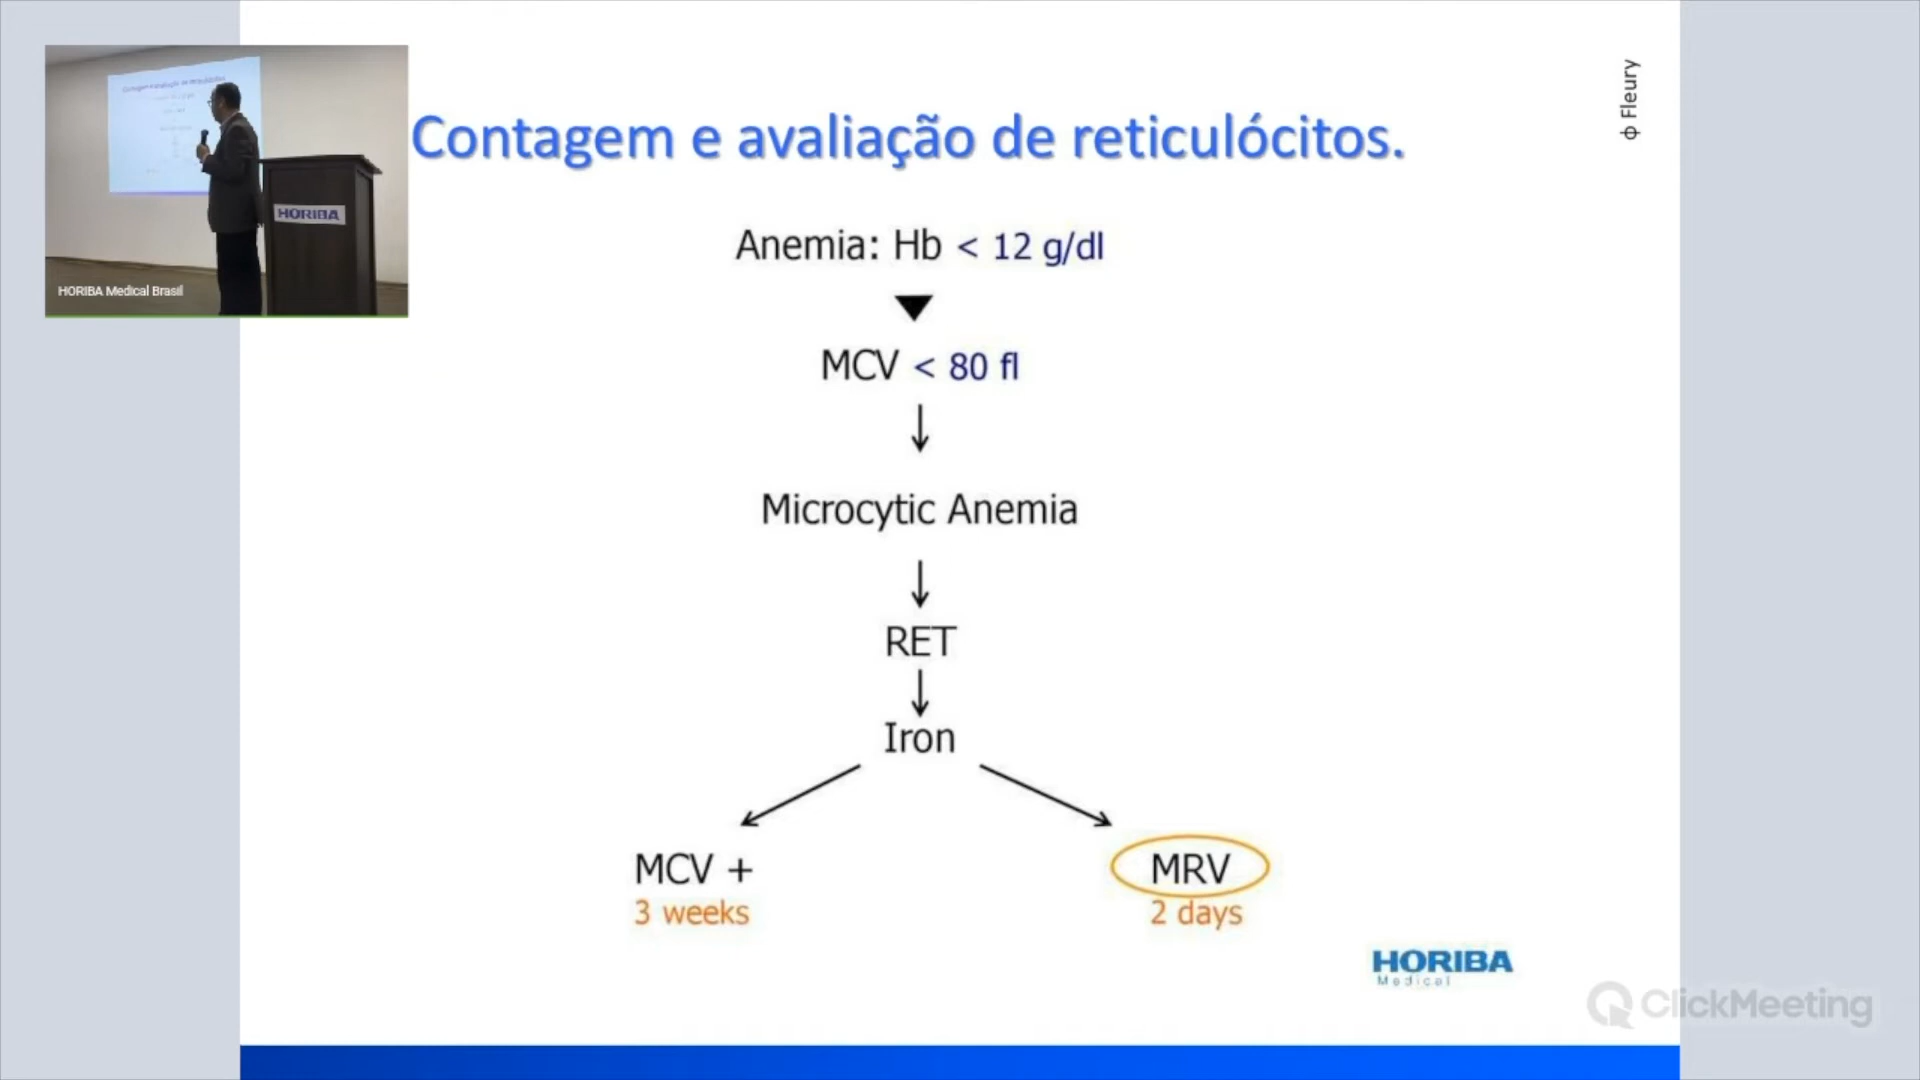 Contagem e avaliação de reticulócitos.
HORIBA
HORIBA Medical Brasil
ф Fleury
Anemia: Hb < 12 g/dl
MCV < 80 fl
Microcytic Anemia
RET
Iron
MCV +
3 weeks
MRV
2 days
HORIBA
Medical
ClickMeeting